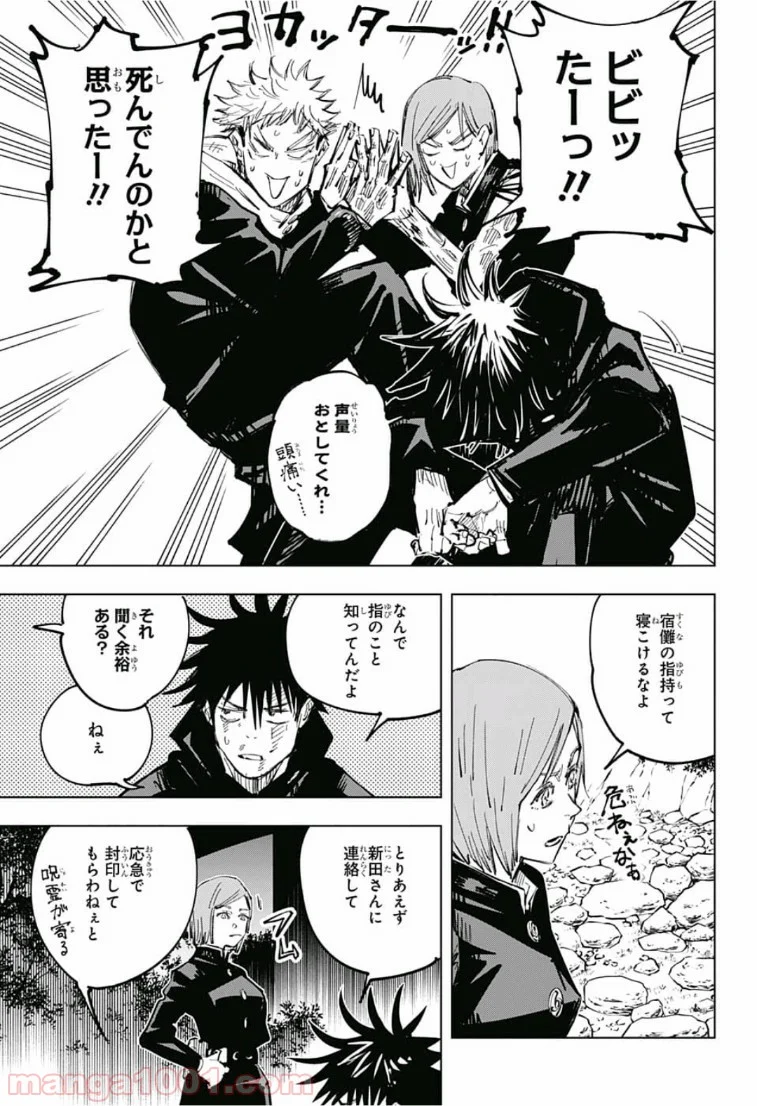 ビビッ
たーっ!!
ヨカッターッ!!
死んでんのかと
思ったー!!
声量
おとしてくれ…
頭痛い……
宿儺の指持って
寝こけるなよ
危ねぇなぁ
なんで
指のこと
知ってんだよ
それ
聞く余裕
ある?
ねぇ
とりあえず
新田さんに
連絡して
応急で
封印して
もらわねぇと
呪霊が寄る
manga1001.com